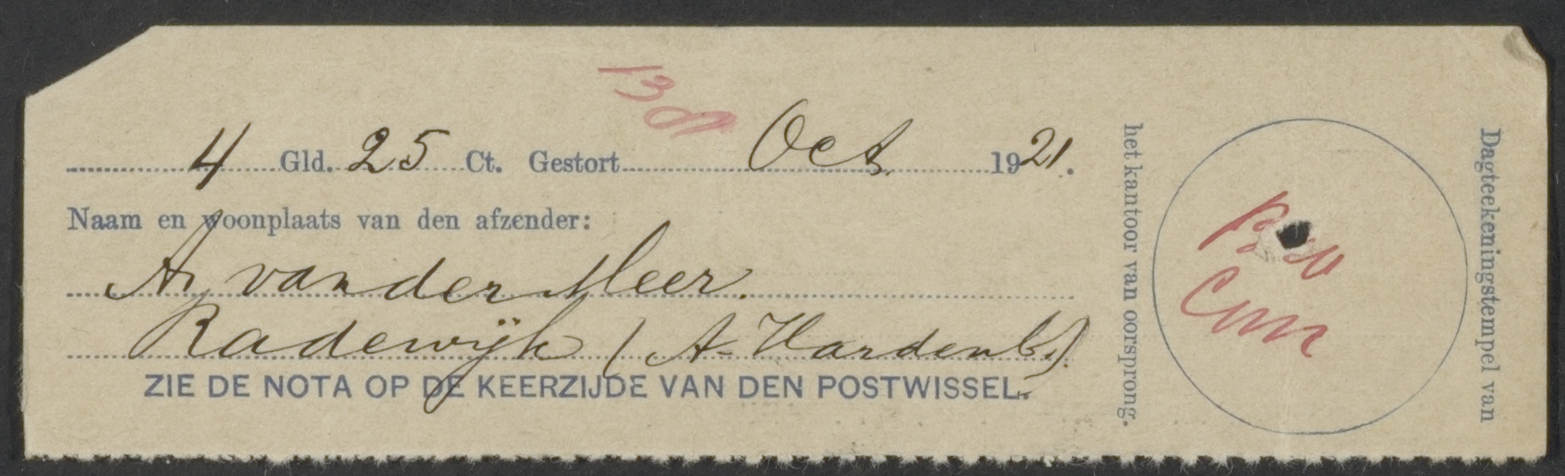 4 Gld. 25 Ct. Gestort Oct. 1921.
Naam en woonplaats van den afzender:
van der Meer.
Radewijk (A. Hardenb.)
ZIE DE NOTA OP DE KEERZIJDE VAN DEN POSTWISSEL.
het kantoor van oorsprong.
Dagteekeningstempel van